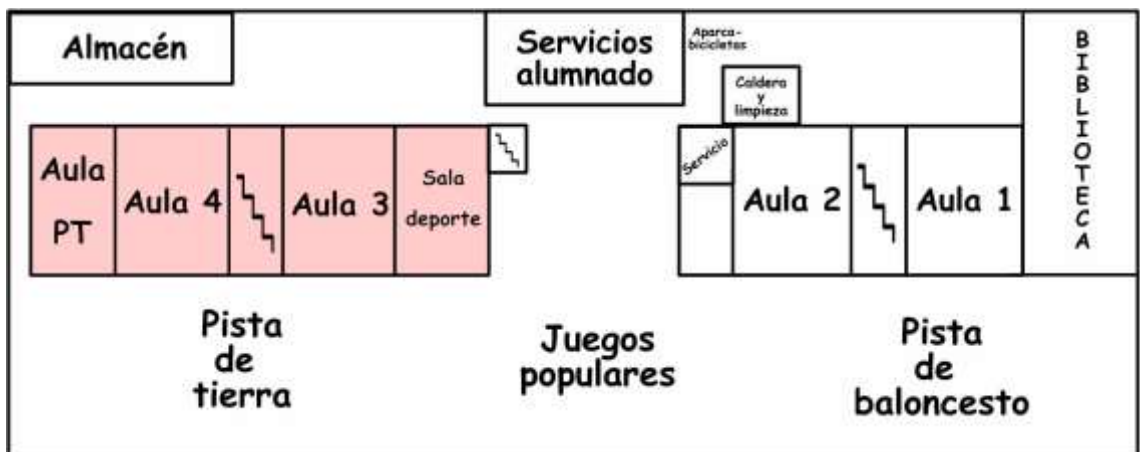 Almacén
Servicios
alumnado
Aparca-
bicicletas
Caldera
y
limpieza
BIBLIOTECA
Aula
PT
Aula 4
Aula 3
Sala
deporte
Servicio
Aula 2
Aula 1
Pista
de
tierra
Juegos
populares
Pista
de
baloncesto